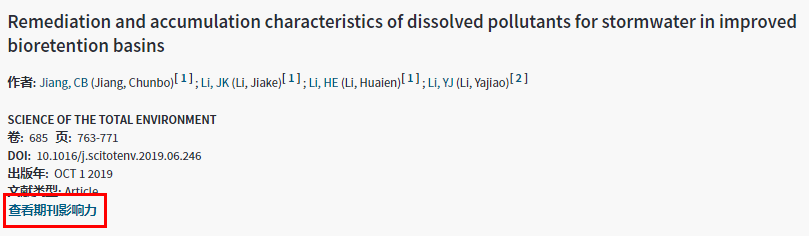 Remediation and accumulation characteristics of dissolved pollutants for stormwater in improved
bioretention basins
作者: Jiang, CB (Jiang, Chunbo)[ 1 ] ; Li, JK (Li, Jiake)[ 1 ] ; Li, HE (Li, Huaien)[ 1 ] ; Li, YJ (Li, Yajiao)[ 2 ]
SCIENCE OF THE TOTAL ENVIRONMENT
卷: 685 页: 763-771
DOI: 10.1016/j.scitotenv.2019.06.246
出版年: OCT 1 2019
文献类型: Article
查看期刊影响力